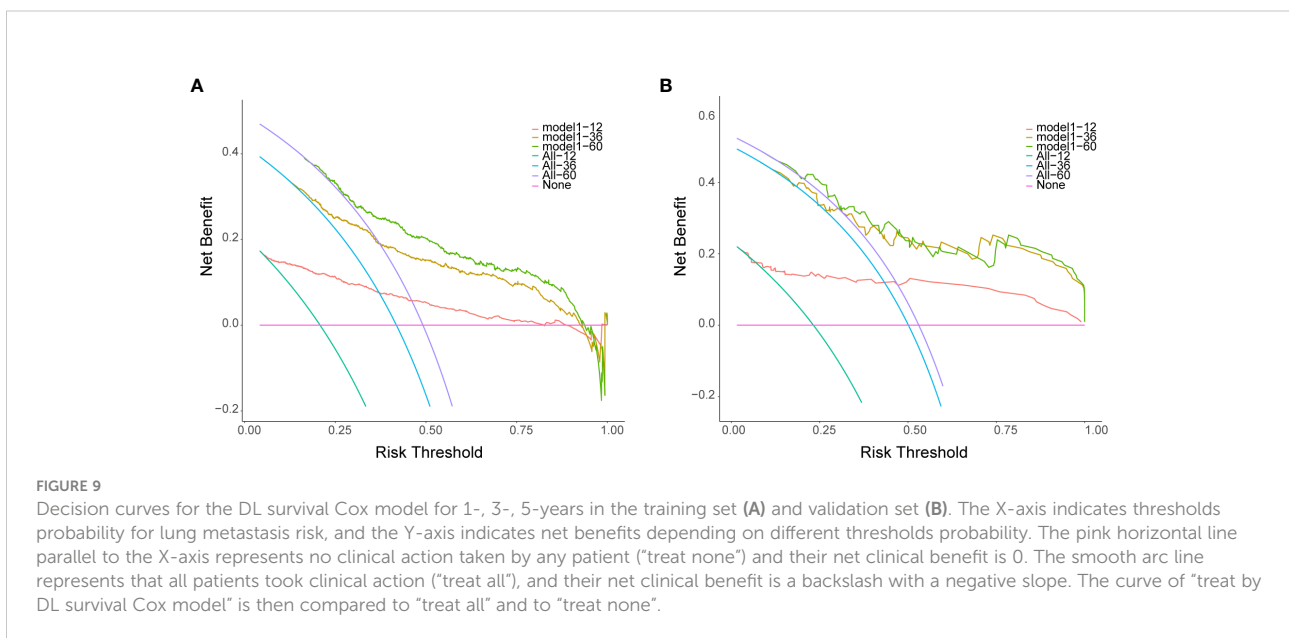 A
model1−12
model1−36
model1−60
All−12
All−36
All−60
None
0.4
0.2
0.0
−0.2
Net Benefit
0.00
0.25
0.50
0.75
1.00
Risk Threshold
B
model1−12
model1−36
model1−60
All−12
All−36
All−60
None
0.6
0.4
0.2
0.0
−0.2
Net Benefit
0.00
0.25
0.50
0.75
1.00
Risk Threshold
FIGURE 9
Decision curves for the DL survival Cox model for 1-, 3-, 5-years in the training set (A) and validation set (B). The X-axis indicates thresholds
probability for lung metastasis risk, and the Y-axis indicates net benefits depending on different thresholds probability. The pink horizontal line
parallel to the X-axis represents no clinical action taken by any patient (“treat none”) and their net clinical benefit is 0. The smooth arc line
represents that all patients took clinical action (“treat all”), and their net clinical benefit is a backslash with a negative slope. The curve of “treat by
DL survival Cox model” is then compared to “treat all” and to “treat none”.